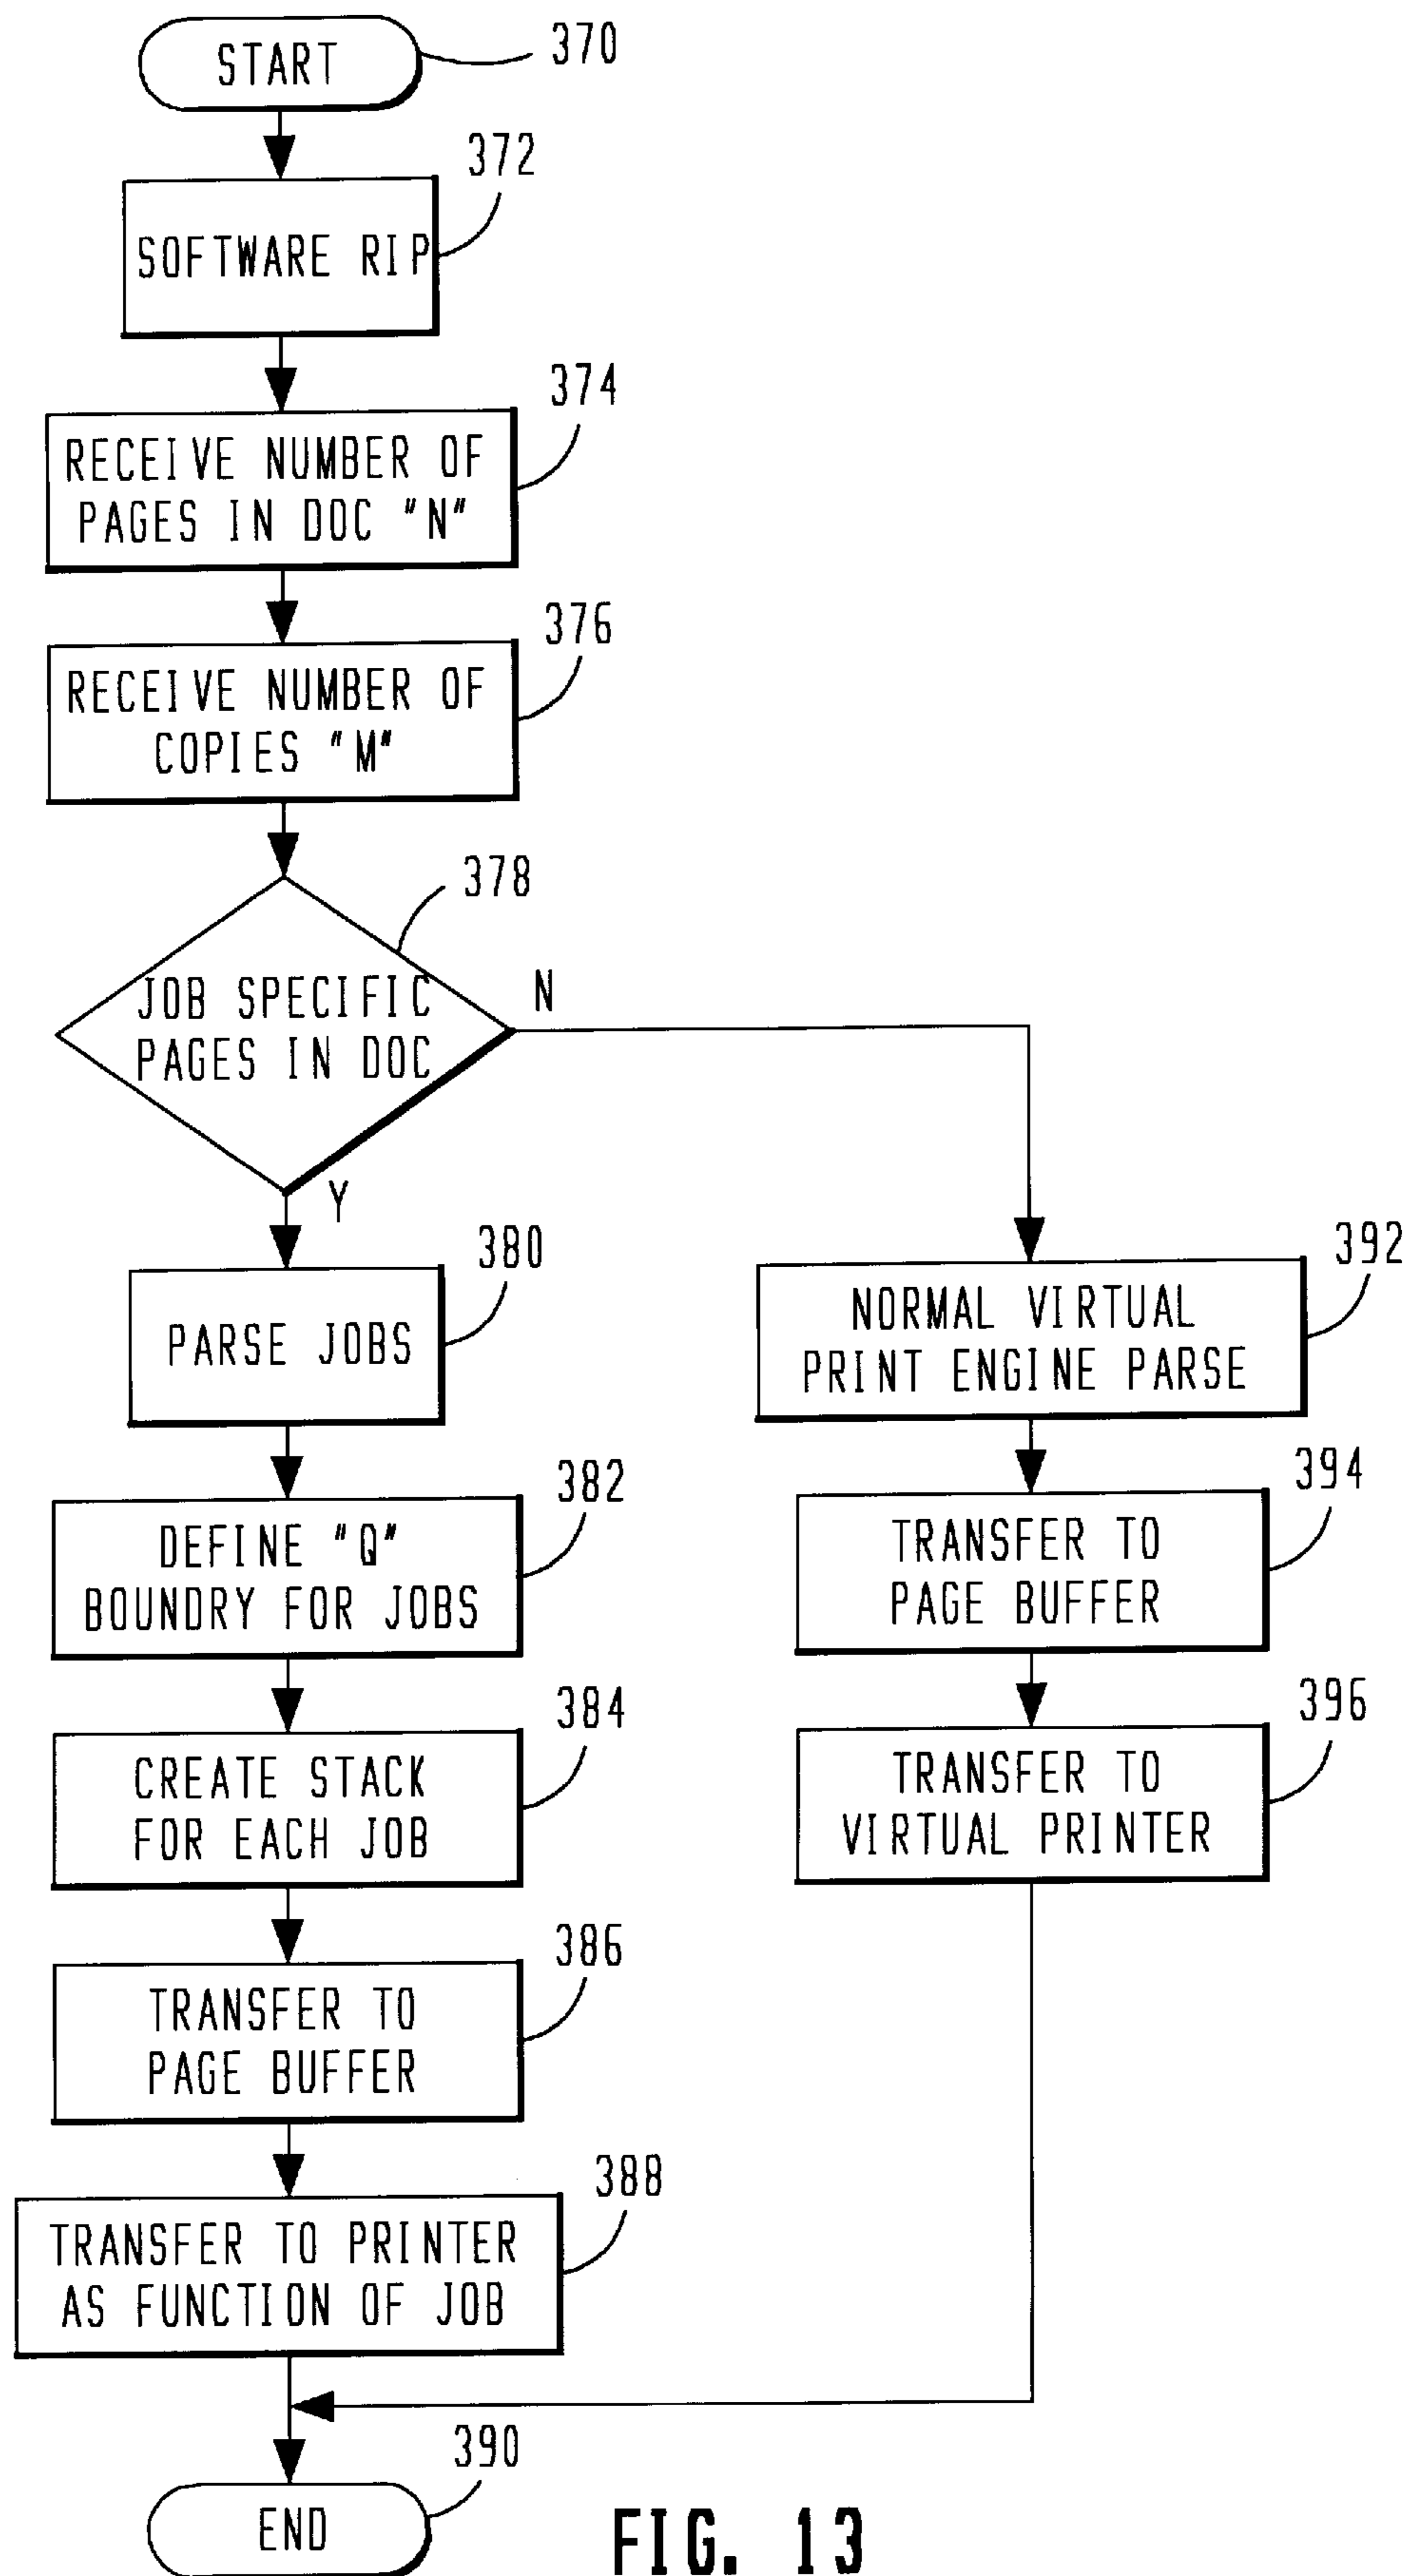 START
370
372
SOFTWARE RIP
374
RECEIVE NUMBER OF
PAGES IN DOC "N"
376
RECEIVE NUMBER OF
COPIES "M"
378
JOB SPECIFIC
PAGES IN DOC
N
Y
380
PARSE JOBS
382
DEFINE "Q"
BOUNDRY FOR JOBS
384
CREATE STACK
FOR EACH JOB
386
TRANSFER TO
PAGE BUFFER
388
TRANSFER TO PRINTER
AS FUNCTION OF JOB
392
NORMAL VIRTUAL
PRINT ENGINE PARSE
394
TRANSFER TO
PAGE BUFFER
396
TRANSFER TO
VIRTUAL PRINTER
390
END
FIG. 13